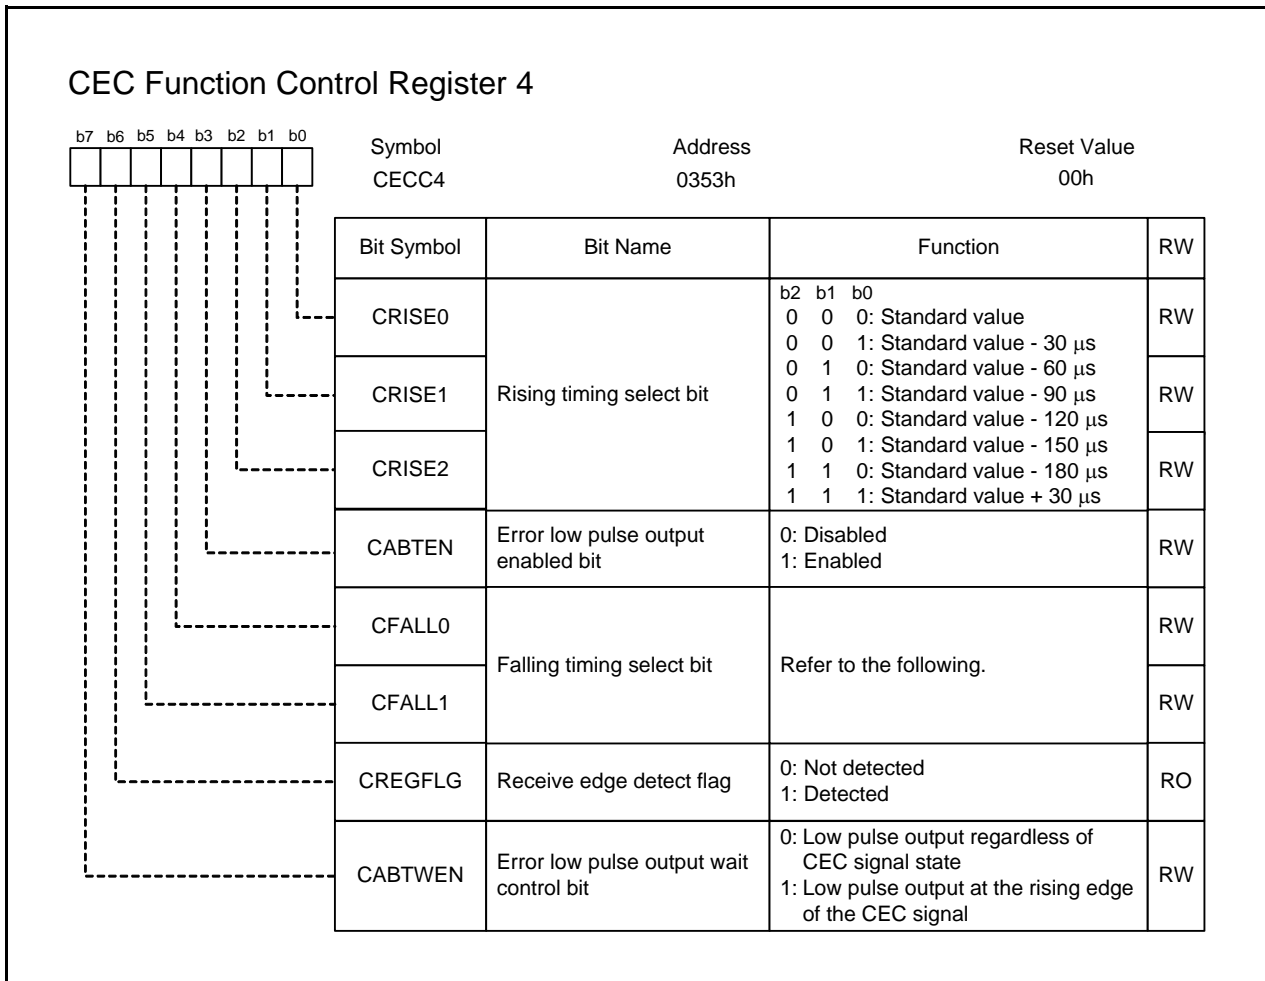 CEC Function Control Register 4
b7 b6 b5 b4 b3 b2 b1 b0
Symbol Address Reset Value
CECC4 0353h 00h
Bit Symbol Bit Name Function RW
CRISE0 RW
CRISE1 RW
CRISE2 RW
Rising timing select bit
b2 b1 b0
0 0 0: Standard value
0 0 1: Standard value - 30 μs
0 1 0: Standard value - 60 μs
0 1 1: Standard value - 90 μs
1 0 0: Standard value - 120 μs
1 0 1: Standard value - 150 μs
1 1 0: Standard value - 180 μs
1 1 1: Standard value + 30 μs
CABTEN
Error low pulse output
enabled bit
0: Disabled
1: Enabled
RW
CFALL0 RW
CFALL1 RW
Falling timing select bit
Refer to the following.
CREGFLG
Receive edge detect flag
0: Not detected
1: Detected
RO
CABTWEN
Error low pulse output wait
control bit
0: Low pulse output regardless of
CEC signal state
1: Low pulse output at the rising edge
of the CEC signal
RW